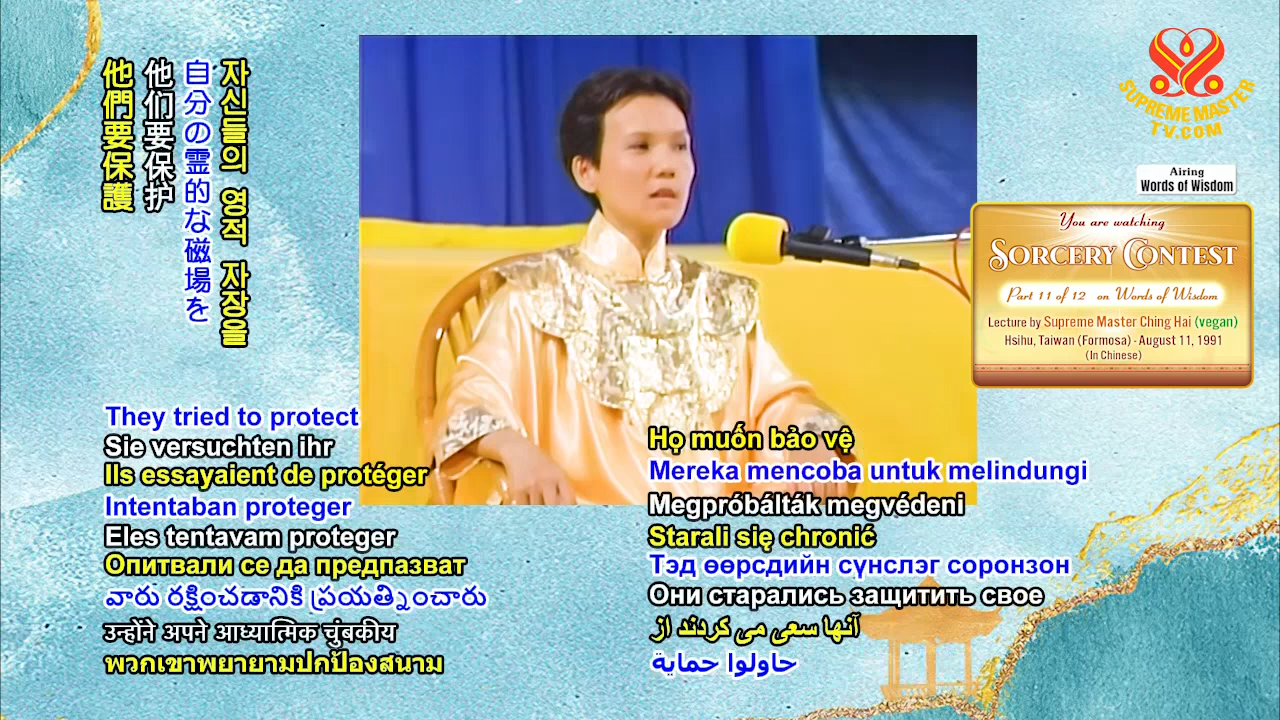 자신들의 영적 자장을
自分の霊的な磁場を
他们要保护
他們要保護
SUPREME MASTER
TV.COM
Airing
Words of Wisdom
You are watching
SORCERY CONTEST
Part 11 of 12 on Words of Wisdom
Lecture by Supreme Master Ching Hai (vegan)
Hsihu, Taiwan (Formosa) - August 11, 1991
(In Chinese)
They tried to protect
Sie versuchten ihr
Ils essayaient de protéger
Intentaban proteger
Eles tentavam proteger
Опитвали се да предпазват
వారు రక్షించడానికి ప్రయత్నించారు
उन्होंने अपने आध्यात्मिक चुंबकीय
พวกเขาพยายามปกป้องสนาม
Họ muốn bảo vệ
Mereka mencoba untuk melindungi
Megpróbálták megvédeni
Starali się chronić
Тэд өөрсдийн сүнслэг соронзон
Они старались защитить свое
آنها سعی می کردند از
حاولوا حماية